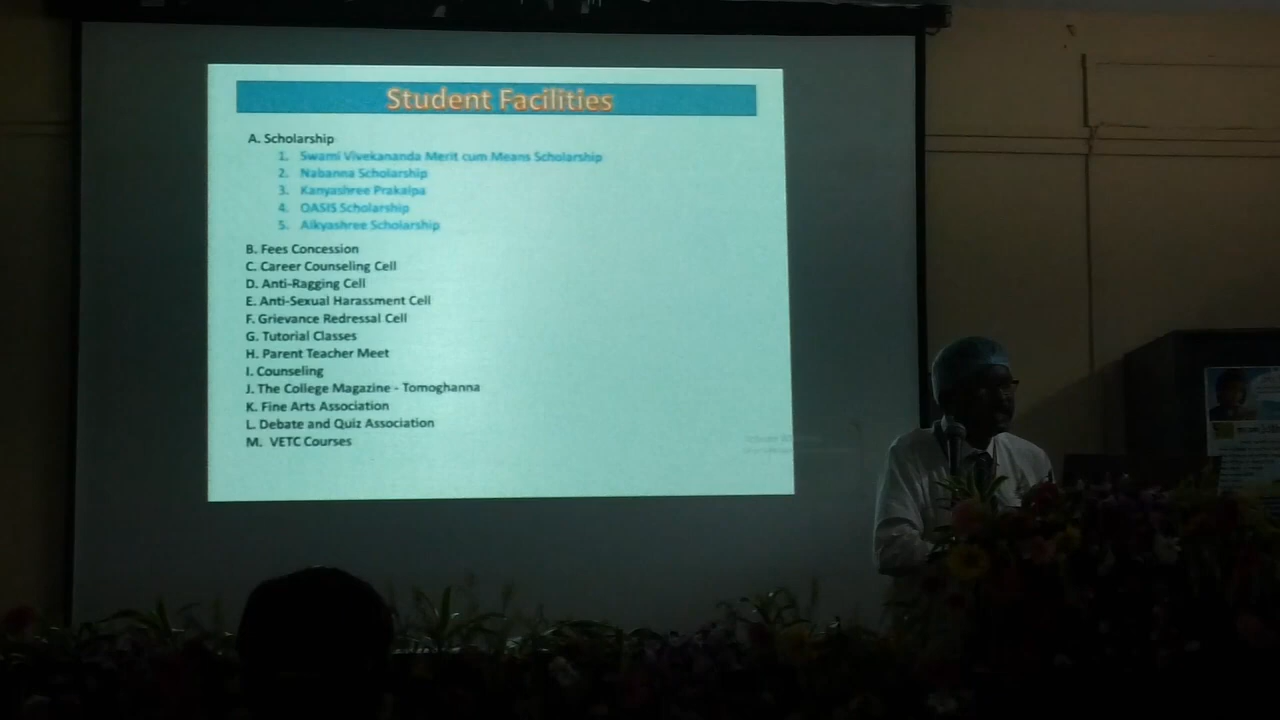 Student Facilities
A. Scholarship
1. Swami Vivekananda Merit cum Means Scholarship
2. Nabanna Scholarship
3. Kanyashree Prakalpa
4. OASIS Scholarship
5. Aikyashree Scholarship
B. Fees Concession
C. Career Counseling Cell
D. Anti-Ragging Cell
E. Anti-Sexual Harassment Cell
F. Grievance Redressal Cell
G. Tutorial Classes
H. Parent Teacher Meet
I. Counseling
J. The College Magazine - Tomoghanna
K. Fine Arts Association
L. Debate and Quiz Association
M. VETC Courses